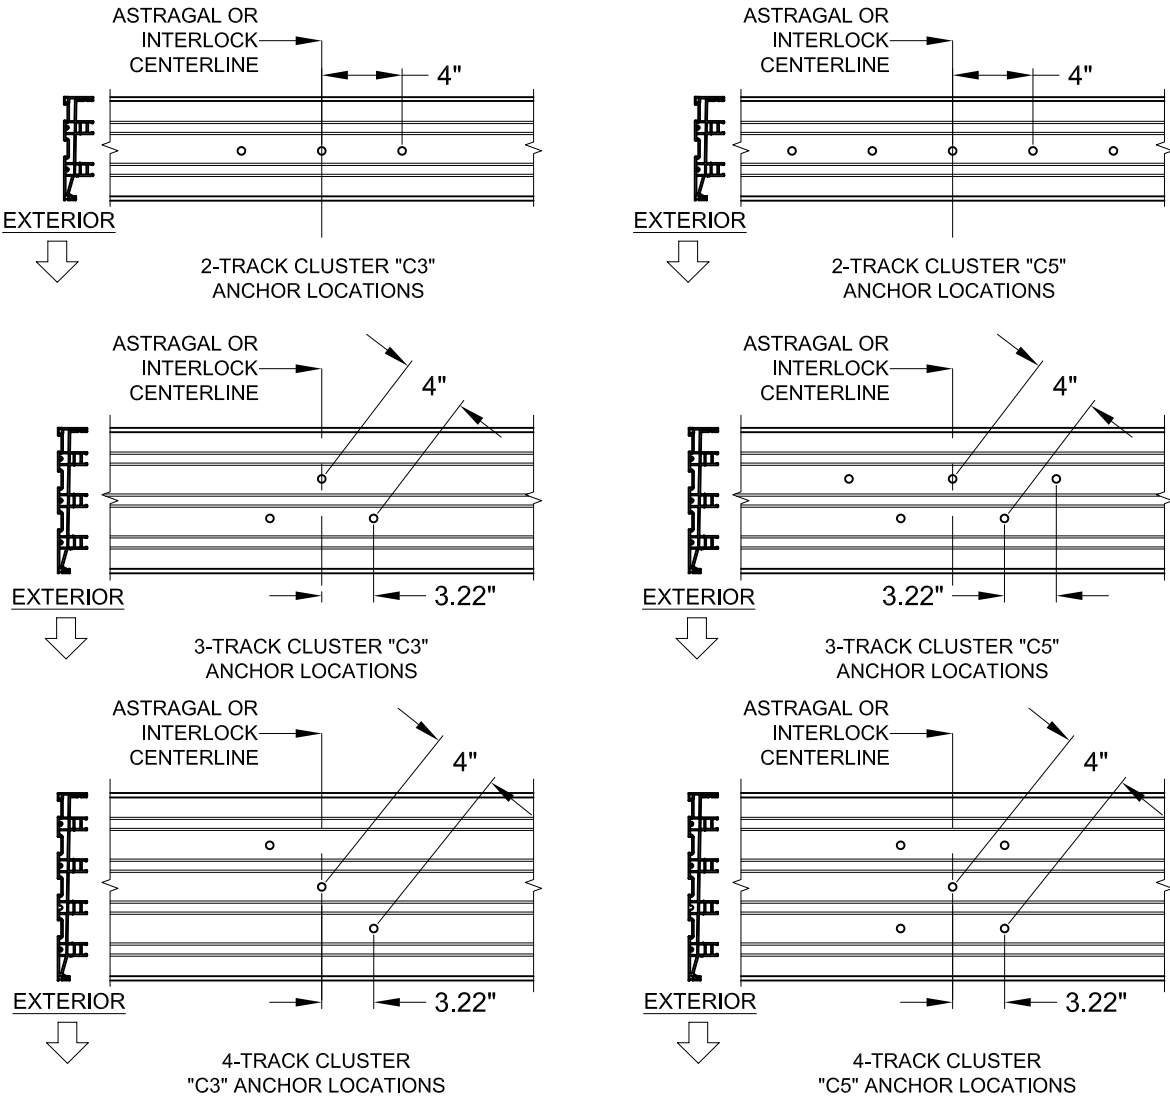 ASTRAGAL OR
INTERLOCK
CENTERLINE
4"
EXTERIOR
2-TRACK CLUSTER "C3"
ANCHOR LOCATIONS
ASTRAGAL OR
INTERLOCK
CENTERLINE
4"
EXTERIOR
2-TRACK CLUSTER "C5"
ANCHOR LOCATIONS
ASTRAGAL OR
INTERLOCK
CENTERLINE
4"
EXTERIOR
3.22"
3-TRACK CLUSTER "C3"
ANCHOR LOCATIONS
ASTRAGAL OR
INTERLOCK
CENTERLINE
4"
EXTERIOR
3.22"
3-TRACK CLUSTER "C5"
ANCHOR LOCATIONS
ASTRAGAL OR
INTERLOCK
CENTERLINE
4"
EXTERIOR
3.22"
4-TRACK CLUSTER
"C3" ANCHOR LOCATIONS
ASTRAGAL OR
INTERLOCK
CENTERLINE
4"
EXTERIOR
3.22"
4-TRACK CLUSTER
"C5" ANCHOR LOCATIONS